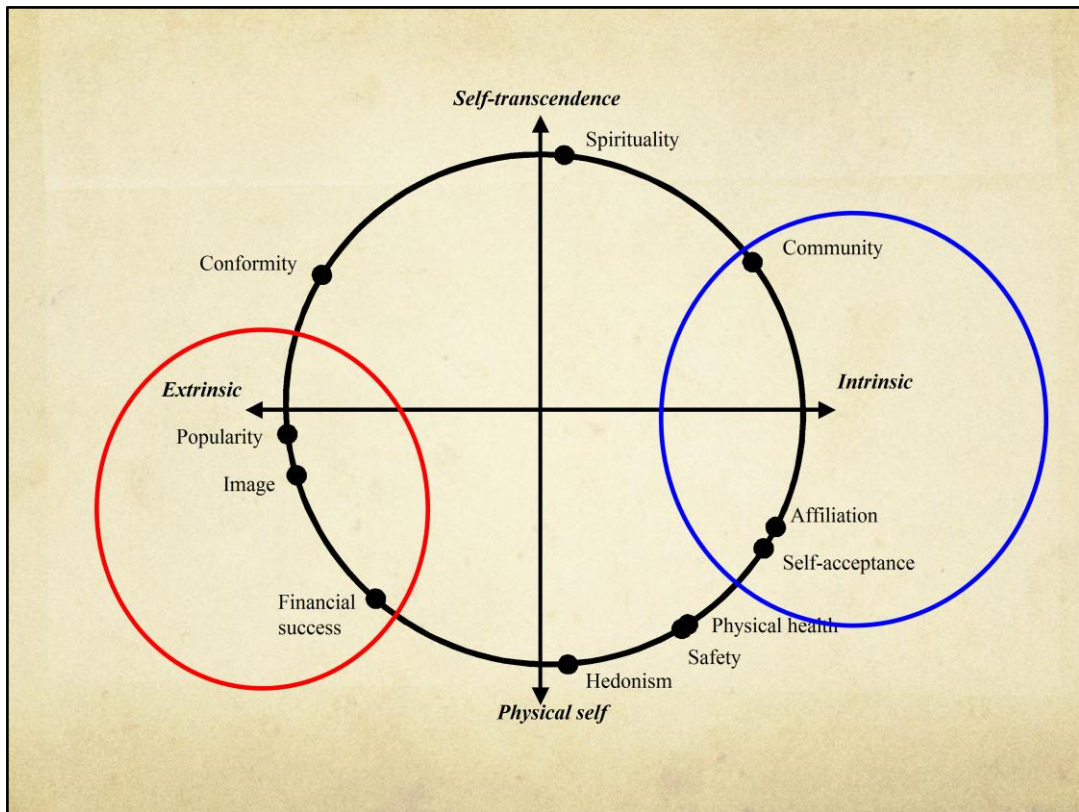 Self-transcendence
Spirituality
Conformity
Community
Extrinsic
Intrinsic
Popularity
Image
Affiliation
Self-acceptance
Financial
success
Physical health
Safety
Hedonism
Physical self